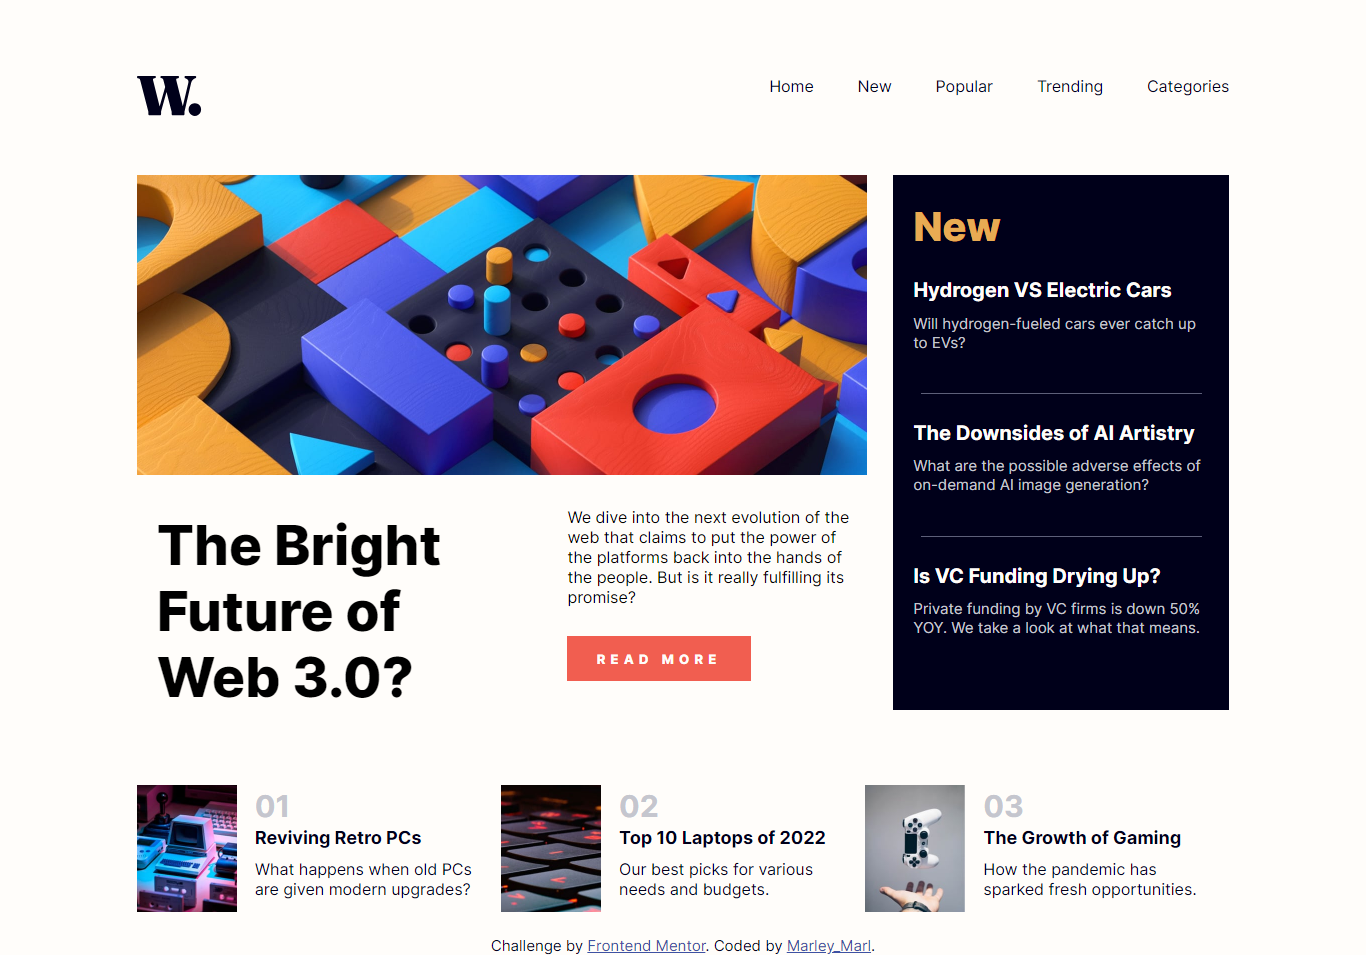 W.
Home New Popular Trending Categories
New
Hydrogen VS Electric Cars
Will hydrogen-fueled cars ever catch up
to EVs?
The Downsides of AI Artistry
What are the possible adverse effects of
on-demand AI image generation?
Is VC Funding Drying Up?
Private funding by VC firms is down 50%
YOY. We take a look at what that means.
The Bright
Future of
Web 3.0?
We dive into the next evolution of the
web that claims to put the power of
the platforms back into the hands of
the people. But is it really fulfilling its
promise?
READ MORE
01
Reviving Retro PCs
What happens when old PCs
are given modern upgrades?
02
Top 10 Laptops of 2022
Our best picks for various
needs and budgets.
03
The Growth of Gaming
How the pandemic has
sparked fresh opportunities.
Challenge by Frontend Mentor. Coded by Marley_Marl.